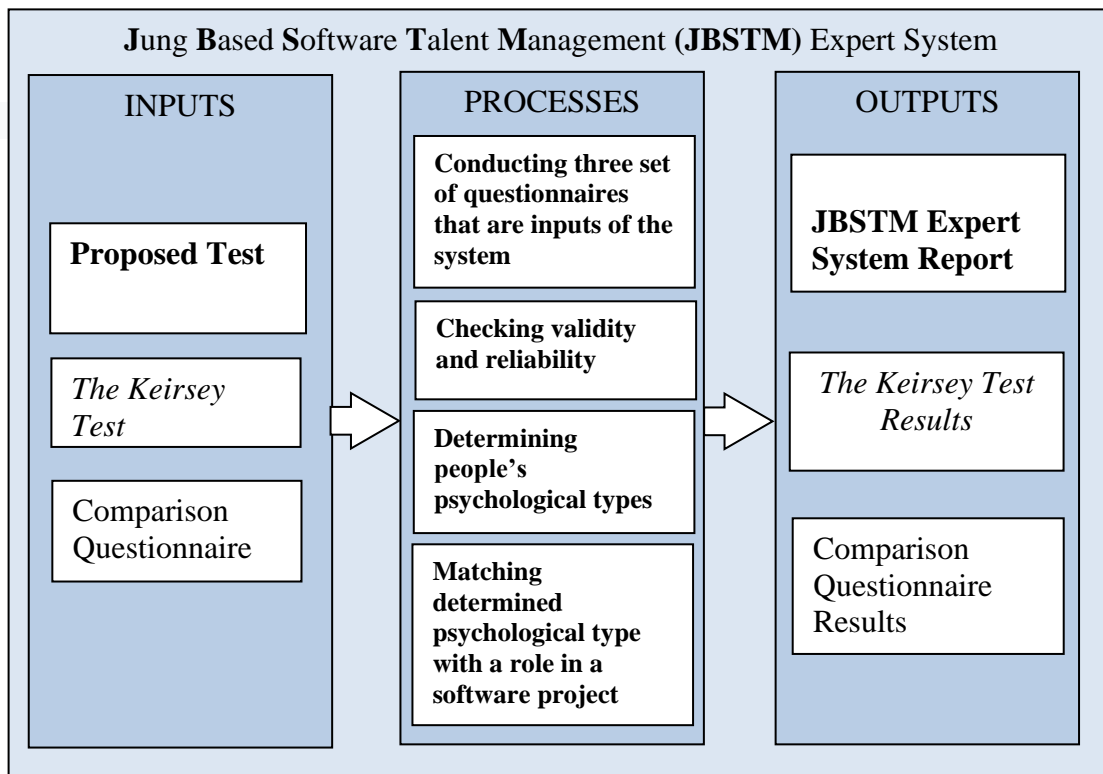 Jung Based Software Talent Management (JBSTM) Expert System
INPUTS
Proposed Test
The Keirsey
Test
Comparison
Questionnaire
PROCESSES
Conducting three set
of questionnaires
that are inputs of the
system
Checking validity
and reliability
Determining
people’s
psychological types
Matching
determined
psychological type
with a role in a
software project
OUTPUTS
JBSTM Expert
System Report
The Keirsey Test
Results
Comparison
Questionnaire
Results